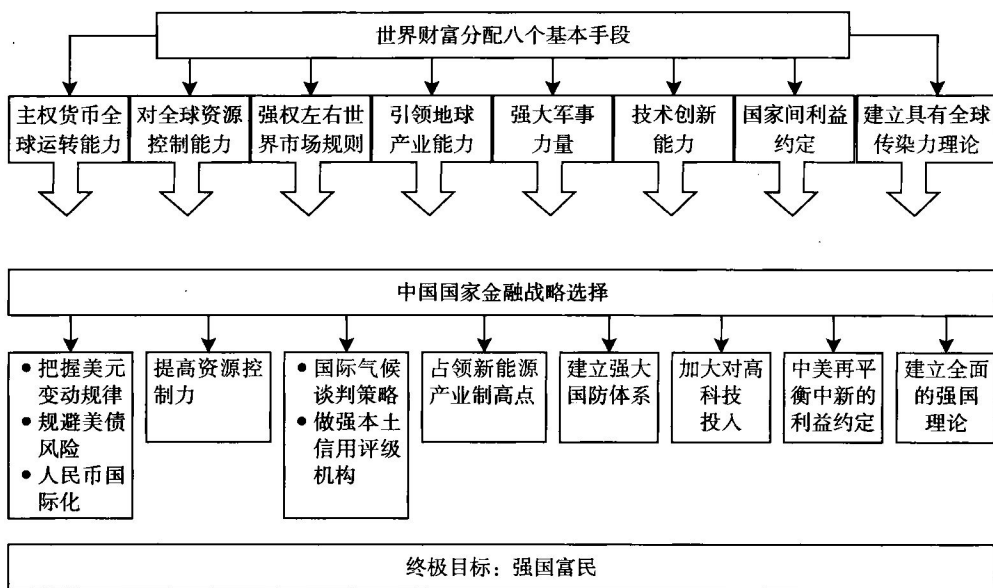 世界财富分配八个基本手段
主权货币全
球运转能力
对全球资源
控制能力
强权左右世
界市场规则
引领地球
产业能力
强大军事
力量
技术创新
能力
国家间利益
约定
建立具有全球
传染力理论
中国国家金融战略选择
• 把握美元
变动规律
• 规避美债
风险
• 人民币国
际化
提高资源控
制力
• 国际气候
谈判策略
• 做强本土
信用评级
机构
占领新能源
产业制高点
建立强大
国防体系
加大对高
科技
投入
中美再平
衡中新的
利益约定
建立全面
的强国
理论
终极目标：强国富民